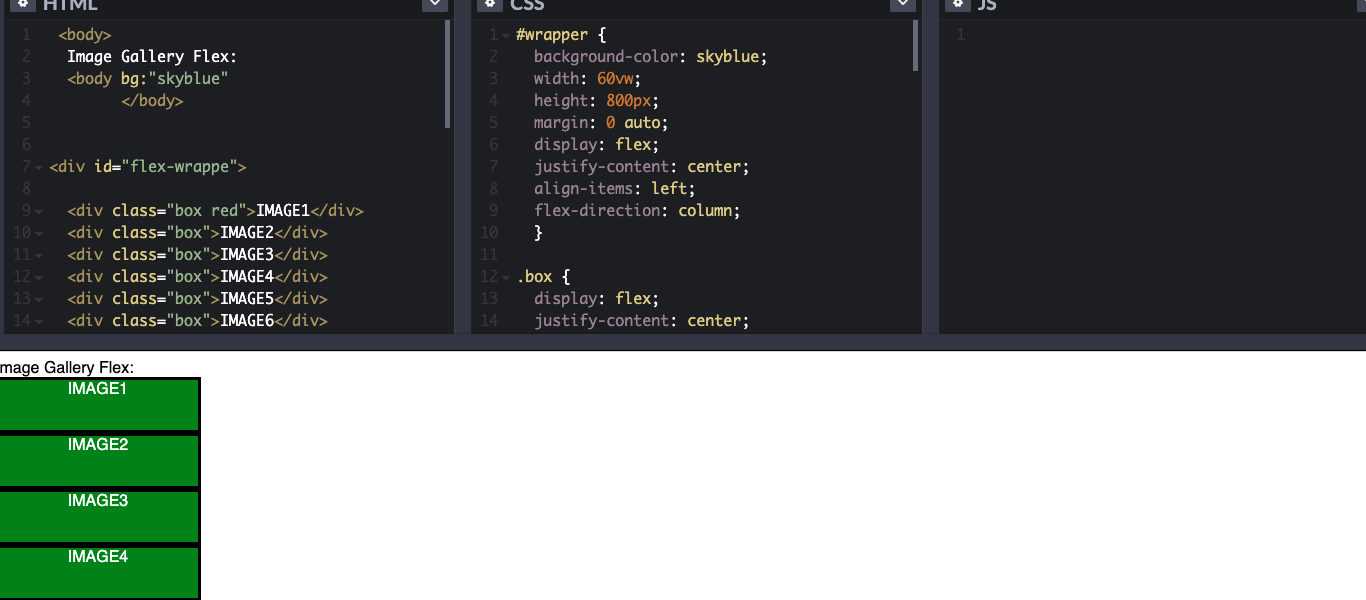 HTML
1 <body>
2 Image Gallery Flex:
3 <body bg:"skyblue"
4 </body>
5
6
7 <div id="flex-wrappe">
8
9 <div class="box red">IMAGE1</div>
10 <div class="box">IMAGE2</div>
11 <div class="box">IMAGE3</div>
12 <div class="box">IMAGE4</div>
13 <div class="box">IMAGE5</div>
14 <div class="box">IMAGE6</div>
CSS
1 #wrapper {
2 background-color: skyblue;
3 width: 60vw;
4 height: 800px;
5 margin: 0 auto;
6 display: flex;
7 justify-content: center;
8 align-items: left;
9 flex-direction: column;
10 }
11
12 .box {
13 display: flex;
14 justify-content: center;
JS
1
mage Gallery Flex:
IMAGE1
IMAGE2
IMAGE3
IMAGE4